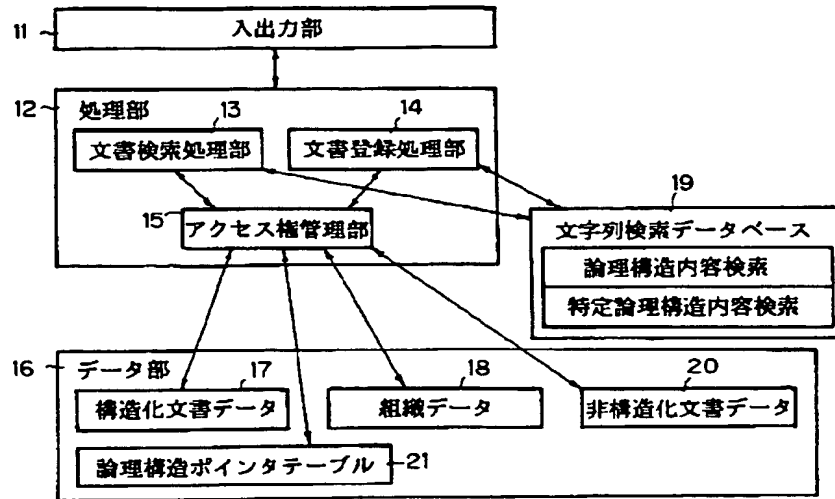 11 入出力部
12 処理部
13
14
文書検索処理部
文書登録処理部
15 アクセス権管理部
19
文字列検索データベース
論理構造内容検索
特定論理構造内容検索
16 データ部
17
18
20
構造化文書データ
組織データ
非構造化文書データ
論理構造ポインタテーブル 21